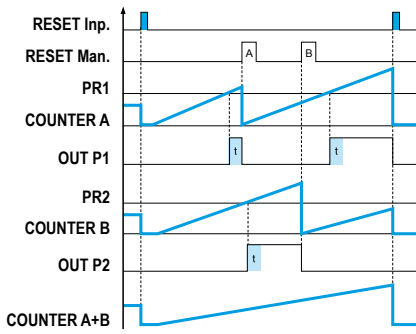 RESET Inp.
RESET Man.
A
B
PR1
COUNTER A
OUT P1
t
t
PR2
COUNTER B
OUT P2
t
COUNTER A+B